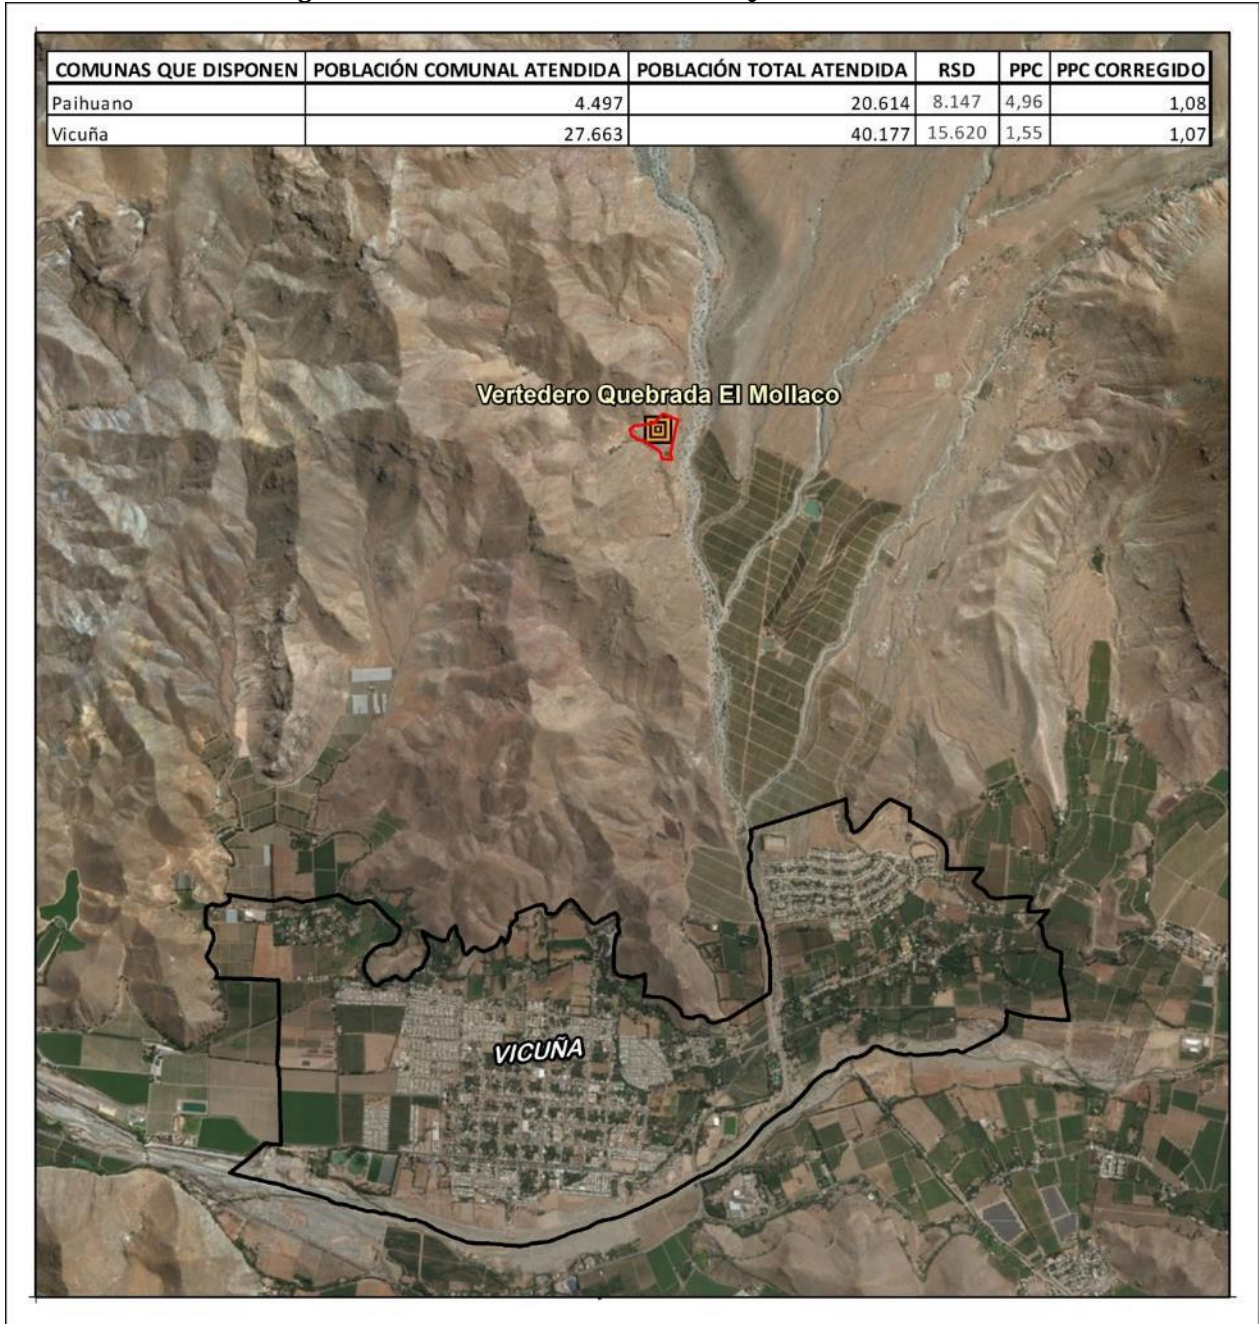 COMUNAS QUE DISPONEN POBLACIÓN COMUNAL ATENDIDA POBLACIÓN TOTAL ATENDIDA RSD PPC PPC CORREGIDO
Paihuano 4.497 20.614 8.147 4,96 1,08
Vicuña 27.663 40.177 15.620 1,55 1,07
Vertedero Quebrada El Mollaco
VICUÑA